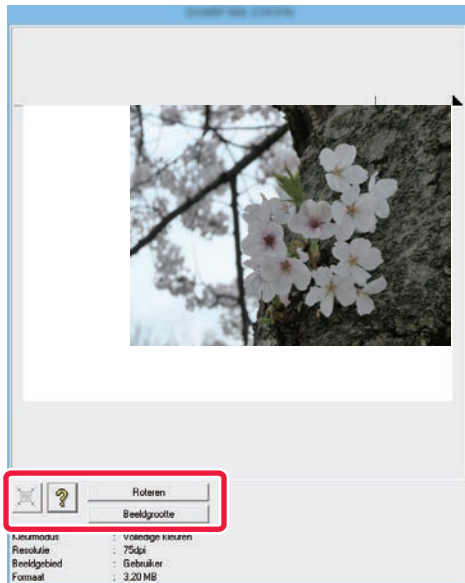 ?
Roteren
Beeldgrootte
Kleurmodus : Volledige kleuren
Resolutie : 75dpi
Beeldgebied : Gebruiker
Formaat : 3,20 MB